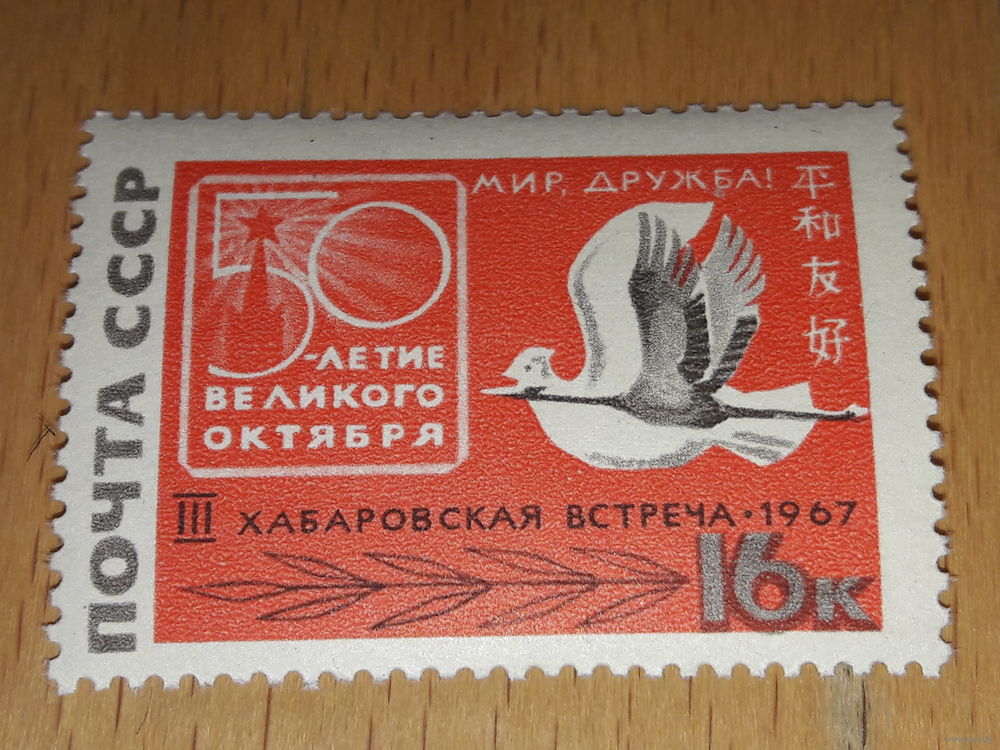 ПОЧТА СССР
50
-ЛЕТИЕ
ВЕЛИКОГО
ОКТЯБРЯ
МИР, ДРУЖБА!
平和友好
III ХАБАРОВСКАЯ ВСТРЕЧА·1967
16к